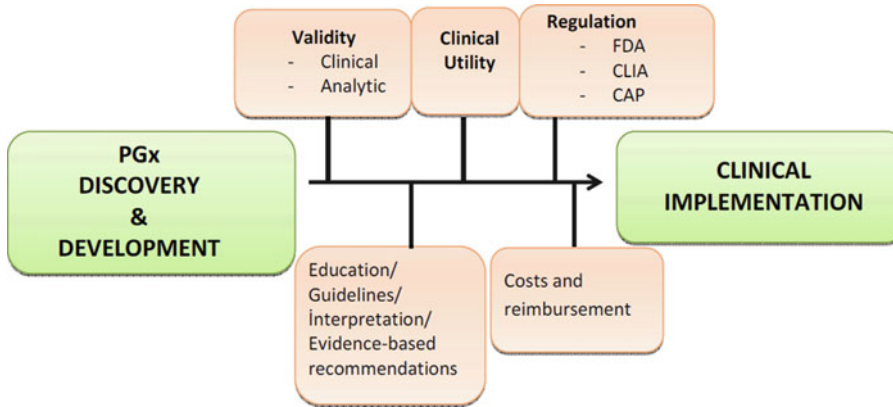 Validity
- Clinical
- Analytic
Clinical
Utility
Regulation
- FDA
- CLIA
- CAP
PGx
DISCOVERY
&
DEVELOPMENT
CLINICAL
IMPLEMENTATION
Education/
Guidelines/
İnterpretation/
Evidence-based
recommendations
Costs and
reimbursement